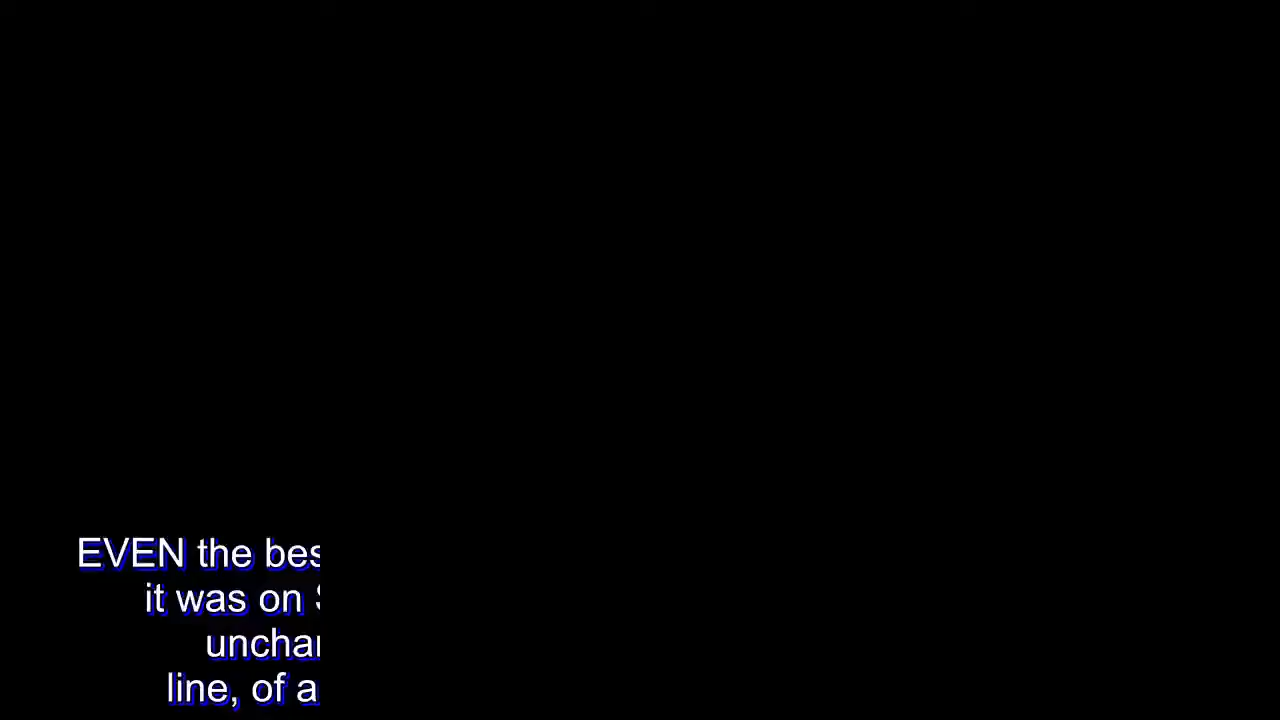 EVEN the bes
it was on
unchar
line, of a